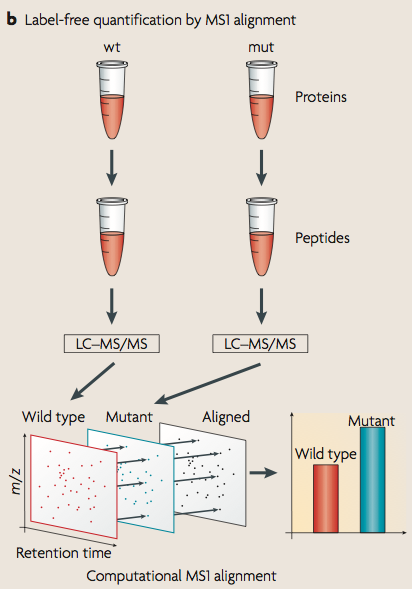 b Label-free quantification by MS1 alignment
wt
mut
Proteins
Peptides
LC–MS/MS
LC–MS/MS
Wild type
Mutant
Aligned
m/z
Retention time
Mutant
Wild type
Computational MS1 alignment